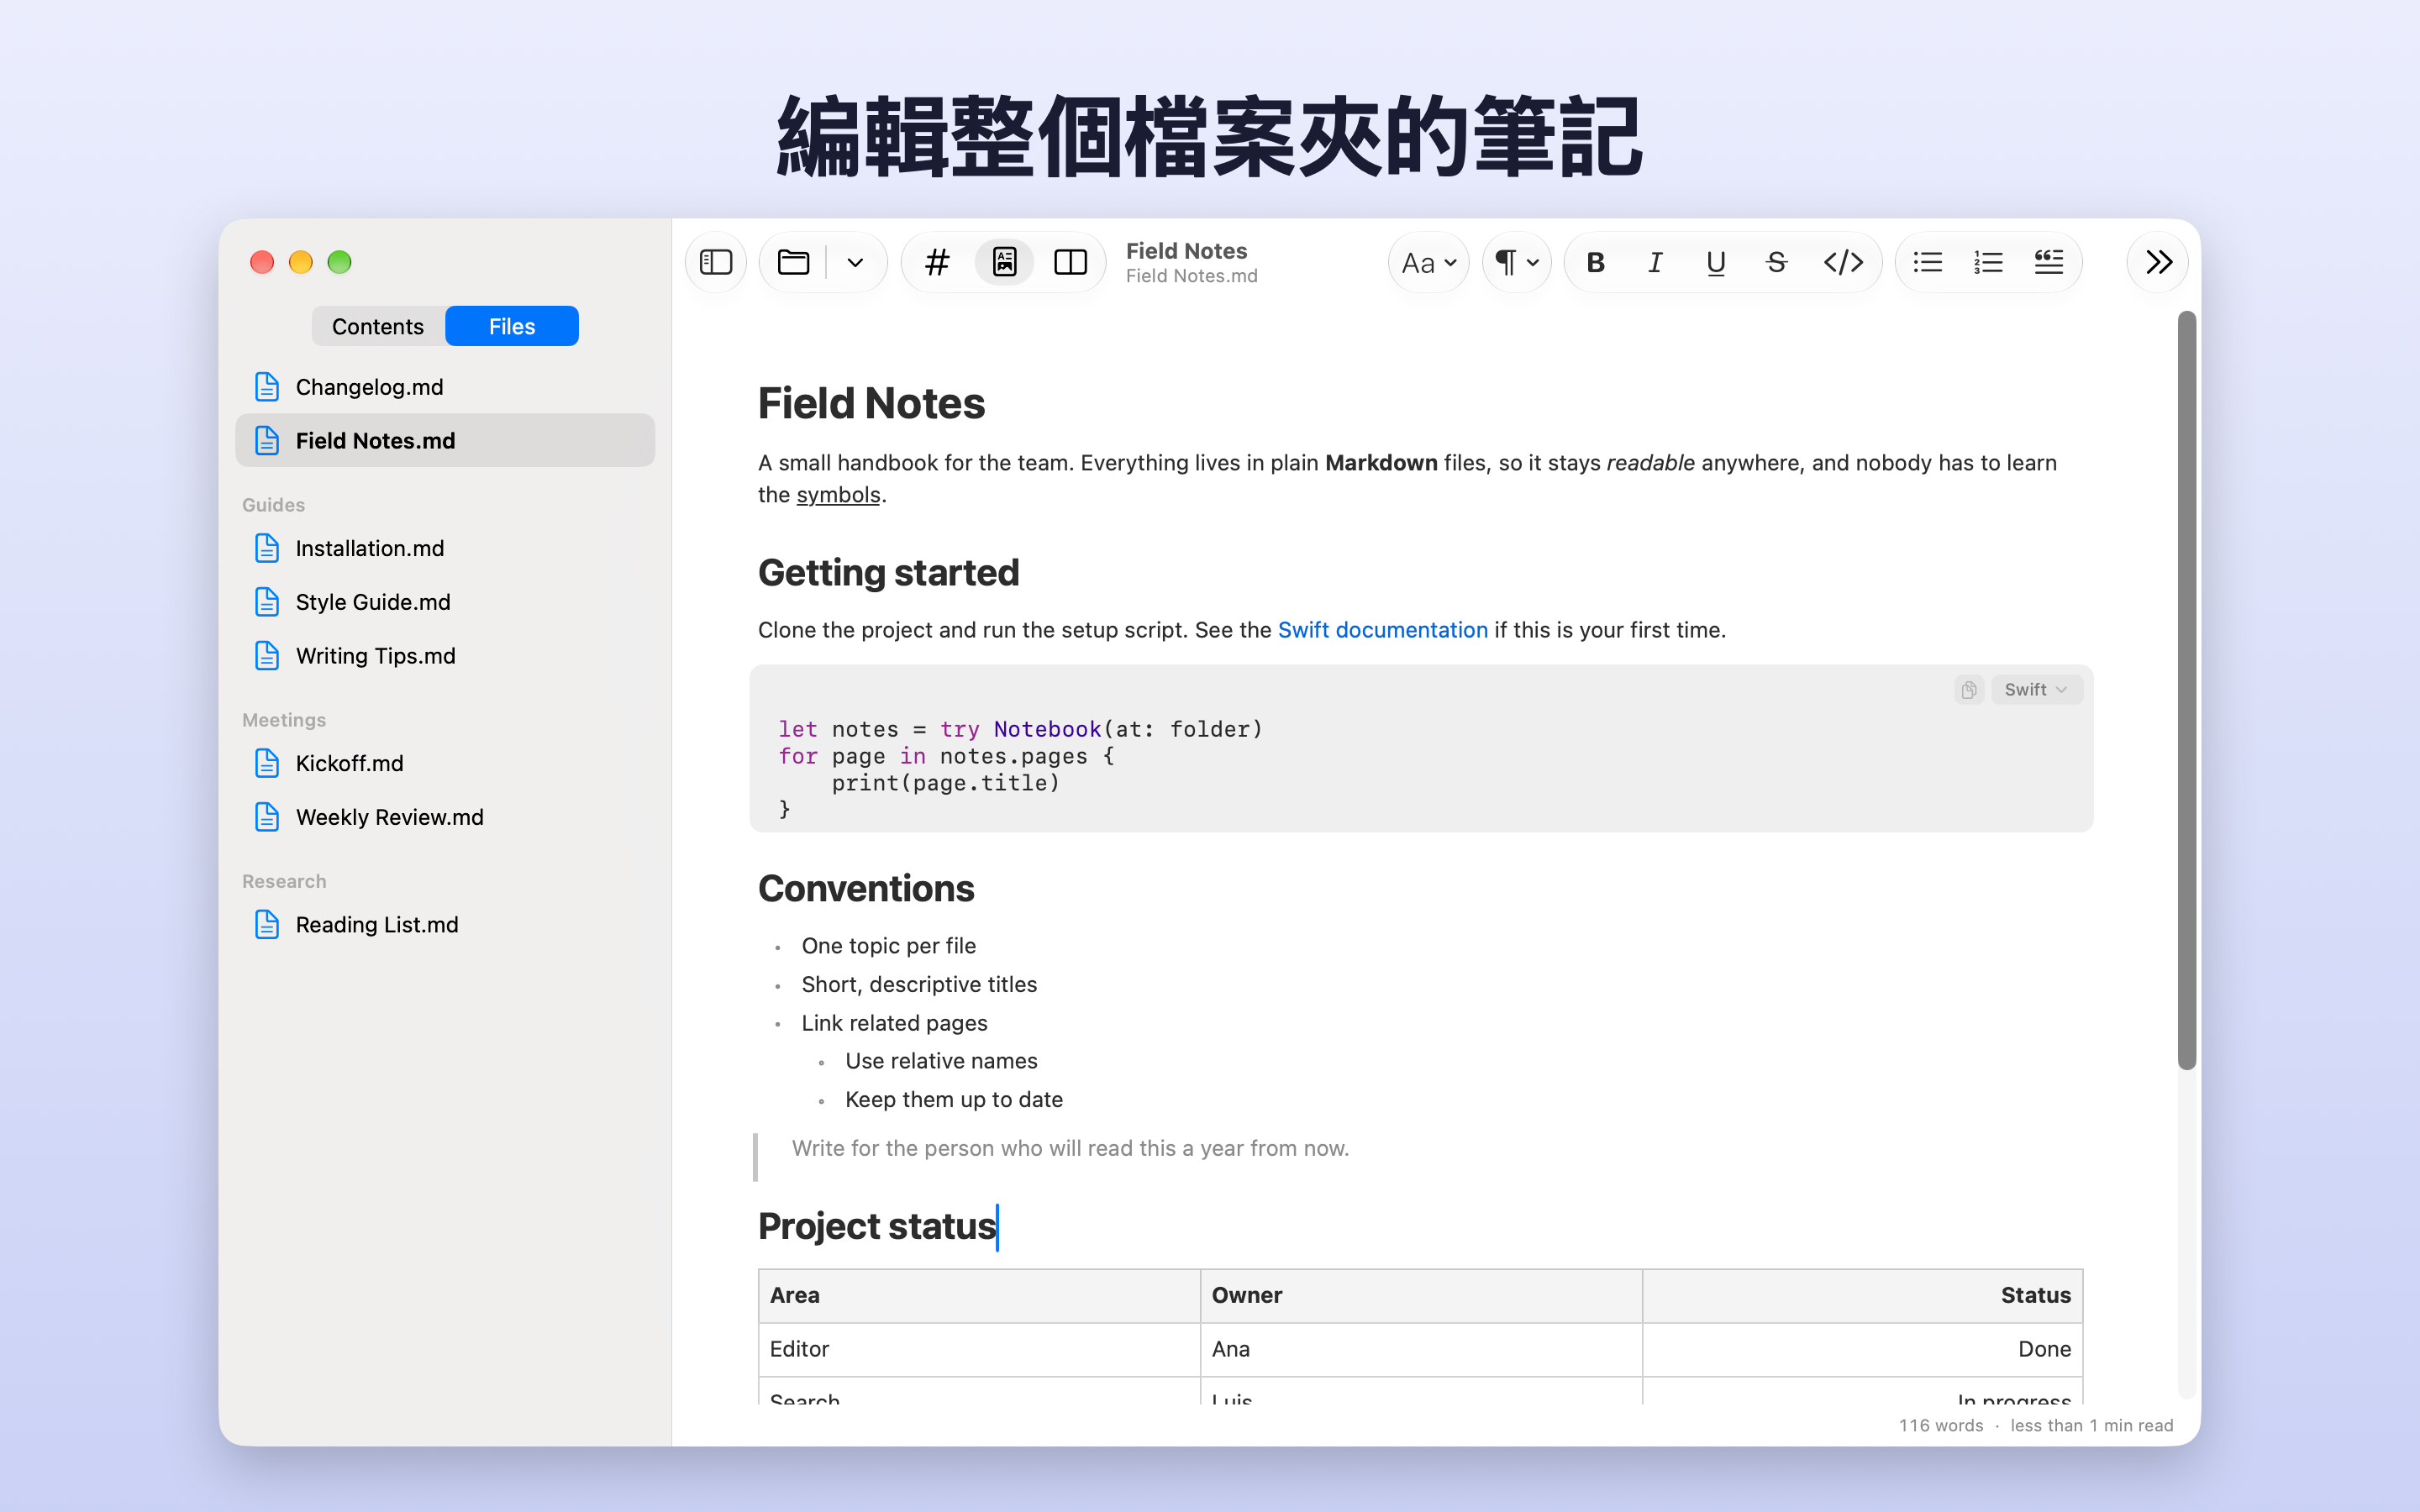 編輯整個檔案夾的筆記
Contents
Files
Changelog.md
Field Notes.md
Guides
Installation.md
Style Guide.md
Writing Tips.md
Meetings
Kickoff.md
Weekly Review.md
Research
Reading List.md
Field Notes
Field Notes.md
Aa
B I U S </>
Field Notes
A small handbook for the team. Everything lives in plain Markdown files, so it stays readable anywhere, and nobody has to learn
the symbols.
Getting started
Clone the project and run the setup script. See the Swift documentation if this is your first time.
Swift
let notes = try Notebook(at: folder)
for page in notes.pages {
    print(page.title)
}
Conventions
One topic per file
Short, descriptive titles
Link related pages
Use relative names
Keep them up to date
Write for the person who will read this a year from now.
Project status
Area Owner Status
Editor Ana Done
Search Luis In progress
116 words · less than 1 min read